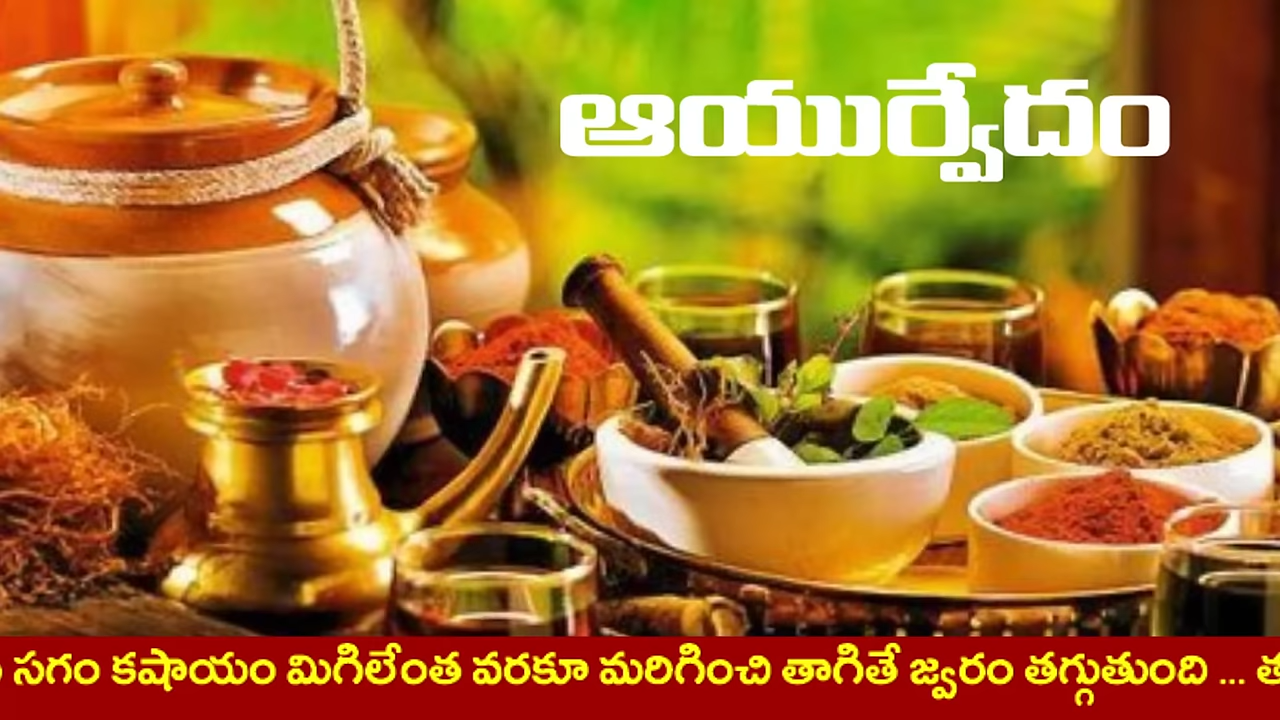 ఆయుర్వేదం
సగం కషాయం మిగిలేంత వరకూ మరిగించి తాగితే జ్వరం తగ్గుతుంది ...